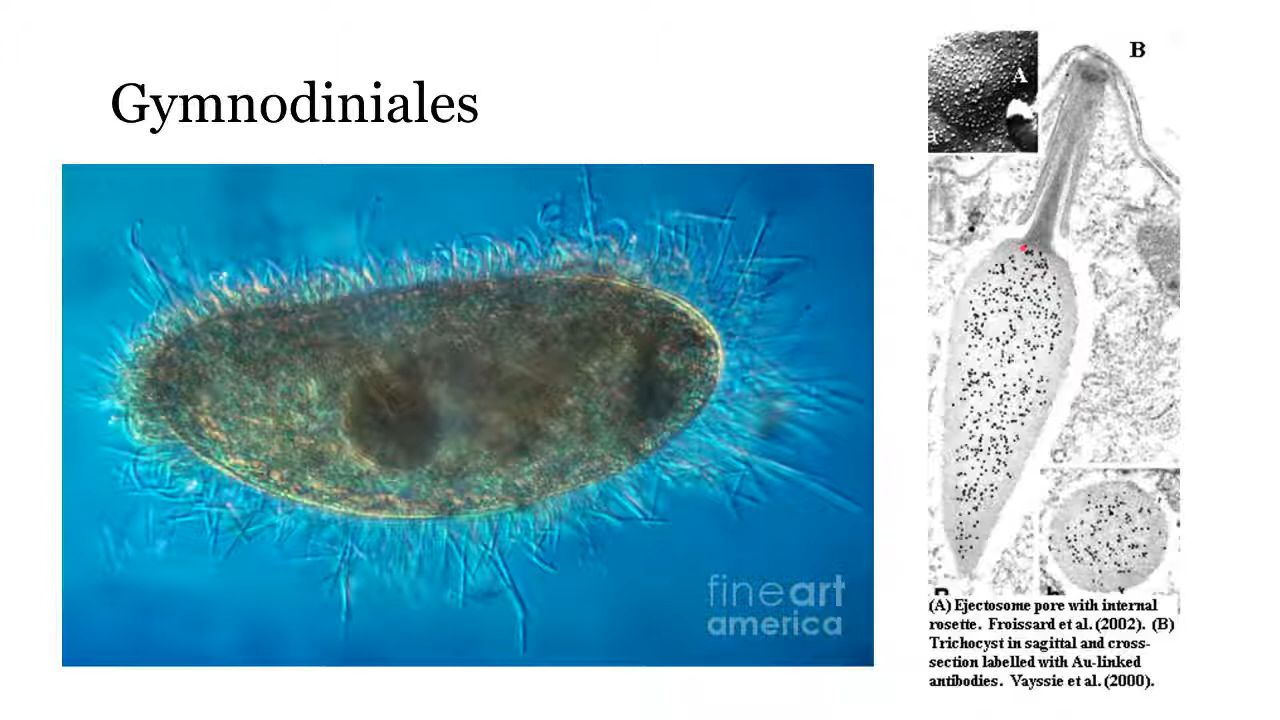 Gymnodiniales
A
B
fineart
america
(A) Ejectosome pore with internal
rosette. Froissard et al. (2002). (B)
Trichocyst in sagittal and cross-
section labelled with Au-linked
antibodies. Vayssie et al. (2000).